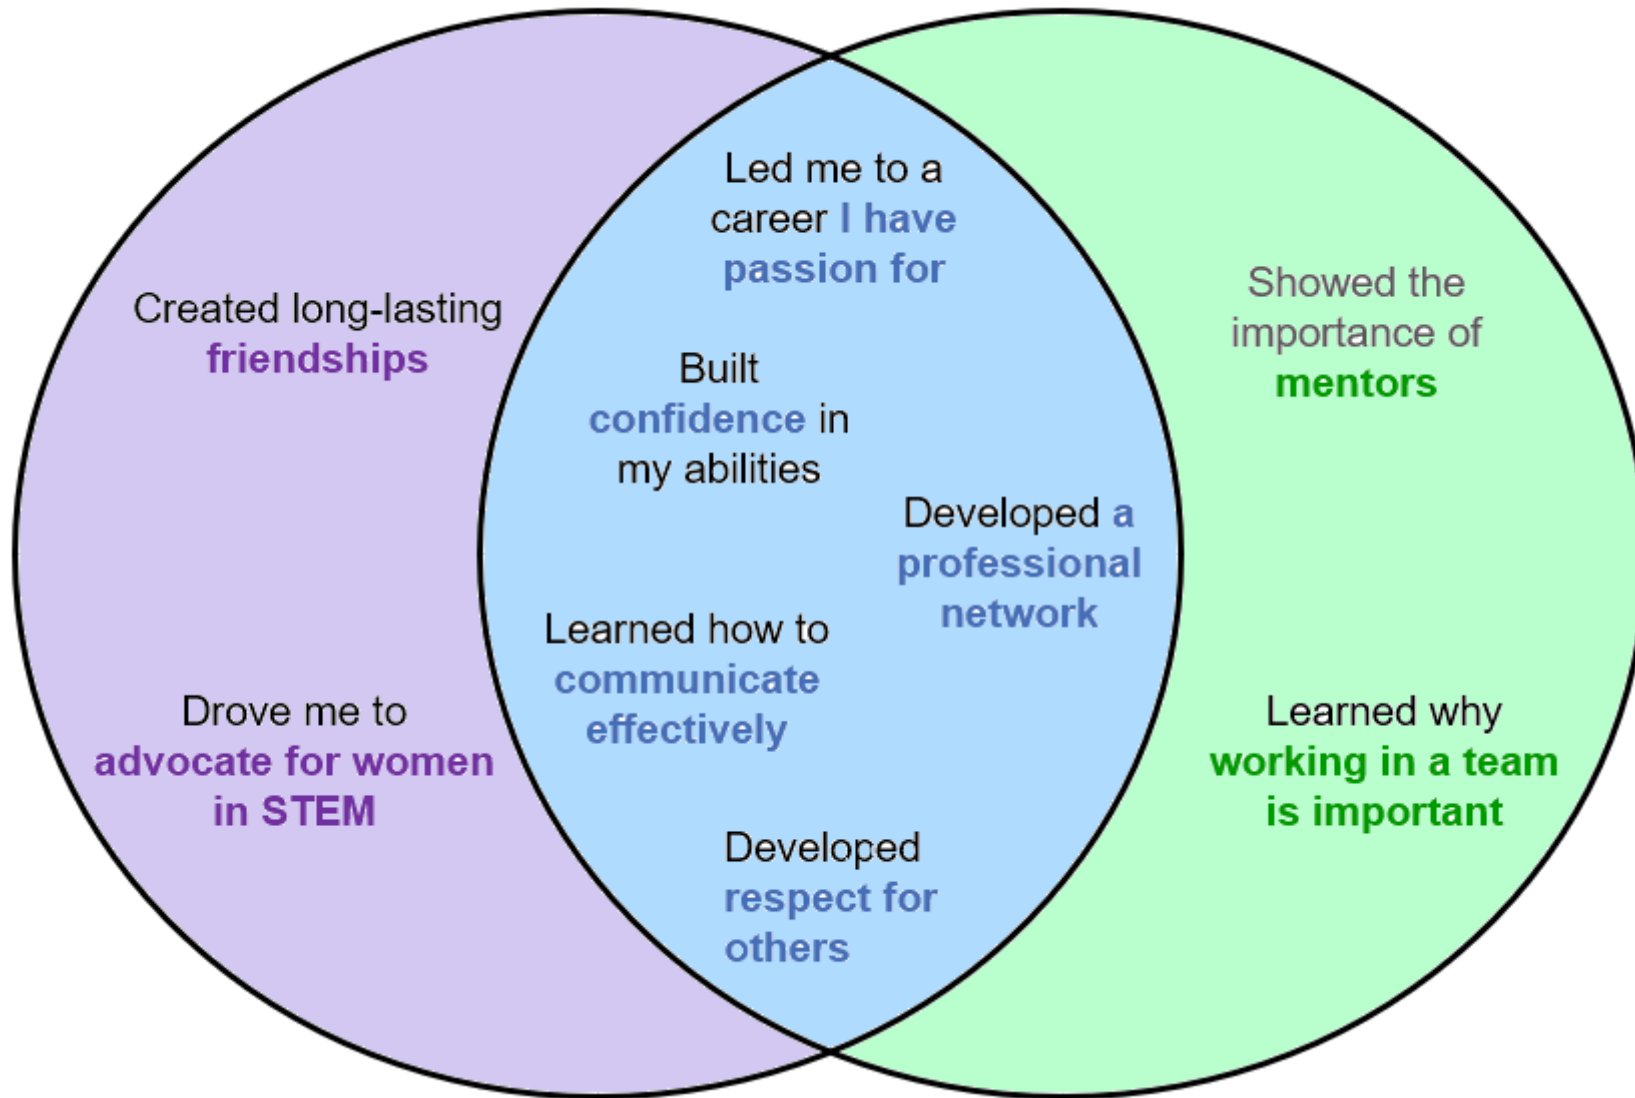 Created long-lasting
friendships
Drove me to
advocate for women
in STEM
Led me to a
career I have
passion for
Built
confidence in
my abilities
Developed a
professional
network
Learned how to
communicate
effectively
Developed
respect for
others
Showed the
importance of
mentors
Learned why
working in a team
is important